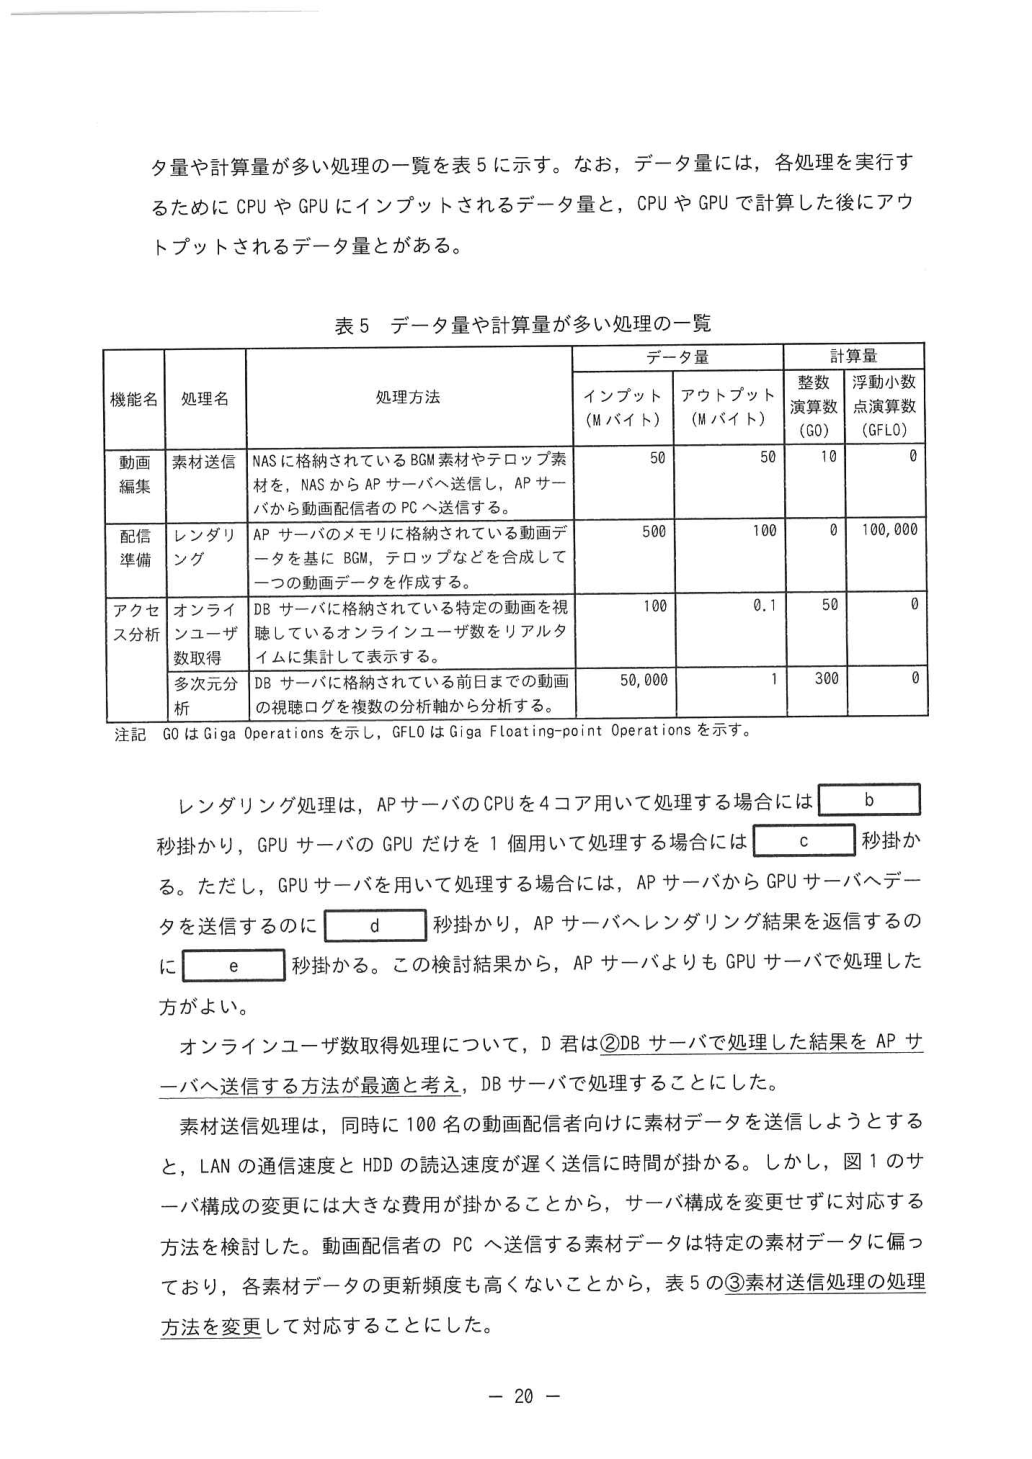 タ量や計算量が多い処理の一覧を表5に示す。なお，データ量には，各処理を実行す
るために CPU や GPU にインプットされるデータ量と，CPU や GPU で計算した後にアウ
トプットされるデータ量とがある。
表5　データ量や計算量が多い処理の一覧
機能名 処理名 処理方法 データ量 計算量
インプット（Mバイト） アウトプット（Mバイト） 整数演算数（GO） 浮動小数点演算数（GFLO）
動画編集 素材送信 NASに格納されているBGM素材やテロップ素 50 50 10 0
材を，NASからAPサーバへ送信し，APサー
バから動画配信者のPCへ送信する。
配信準備 レンダリング AP サーバのメモリに格納されている動画デ 500 100 0 100,000
ータを基に BGM，テロップなどを合成して
一つの動画データを作成する。
アクセス分析 オンラインユーザ数取得 DB サーバに格納されている特定の動画を視 100 0.1 50 0
聴しているオンラインユーザ数をリアルタ
イムに集計して表示する。
多次元分析 DB サーバに格納されている前日までの動画 50,000 1 300 0
の視聴ログを複数の分析軸から分析する。
注記　GO は Giga Operations を示し，GFLO は Giga Floating-point Operations を示す。
レンダリング処理は，APサーバのCPUを4コア用いて処理する場合には b
秒掛かり，GPU サーバの GPU だけを 1 個用いて処理する場合には c 秒掛か
る。ただし，GPU サーバを用いて処理する場合には，AP サーバから GPU サーバへデー
タを送信するのに d 秒掛かり，AP サーバへレンダリング結果を返信するの
に e 秒掛かる。この検討結果から，AP サーバよりも GPU サーバで処理した
方がよい。
オンラインユーザ数取得処理について，D 君は②DB サーバで処理した結果を AP サ
ーバへ送信する方法が最適と考え，DB サーバで処理することにした。
素材送信処理は，同時に 100 名の動画配信者向けに素材データを送信しようとする
と，LAN の通信速度と HDD の読込速度が遅く送信に時間が掛かる。しかし，図 1 のサ
ーバ構成の変更には大きな費用が掛かることから，サーバ構成を変更せずに対応する
方法を検討した。動画配信者の PC へ送信する素材データは特定の素材データに偏っ
ており，各素材データの更新頻度も高くないことから，表 5 の③素材送信処理の処理
方法を変更して対応することにした。
－ 20 －